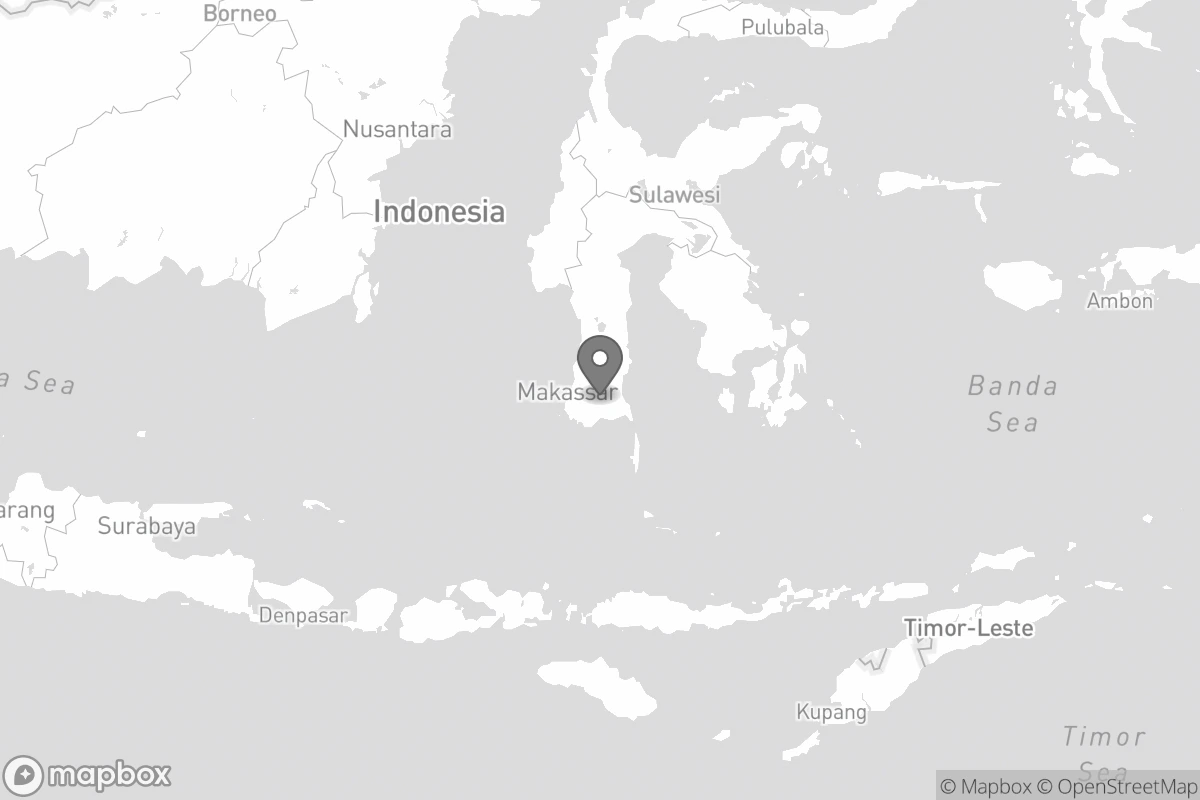 Borneo
Pulubala
Nusantara
Sulawesi
Indonesia
Ambon
a Sea
Makassar
Banda
Sea
arang
Surabaya
Denpasar
Timor-Leste
Kupang
Timor
Sea
mapbox
© Mapbox © OpenStreetMap